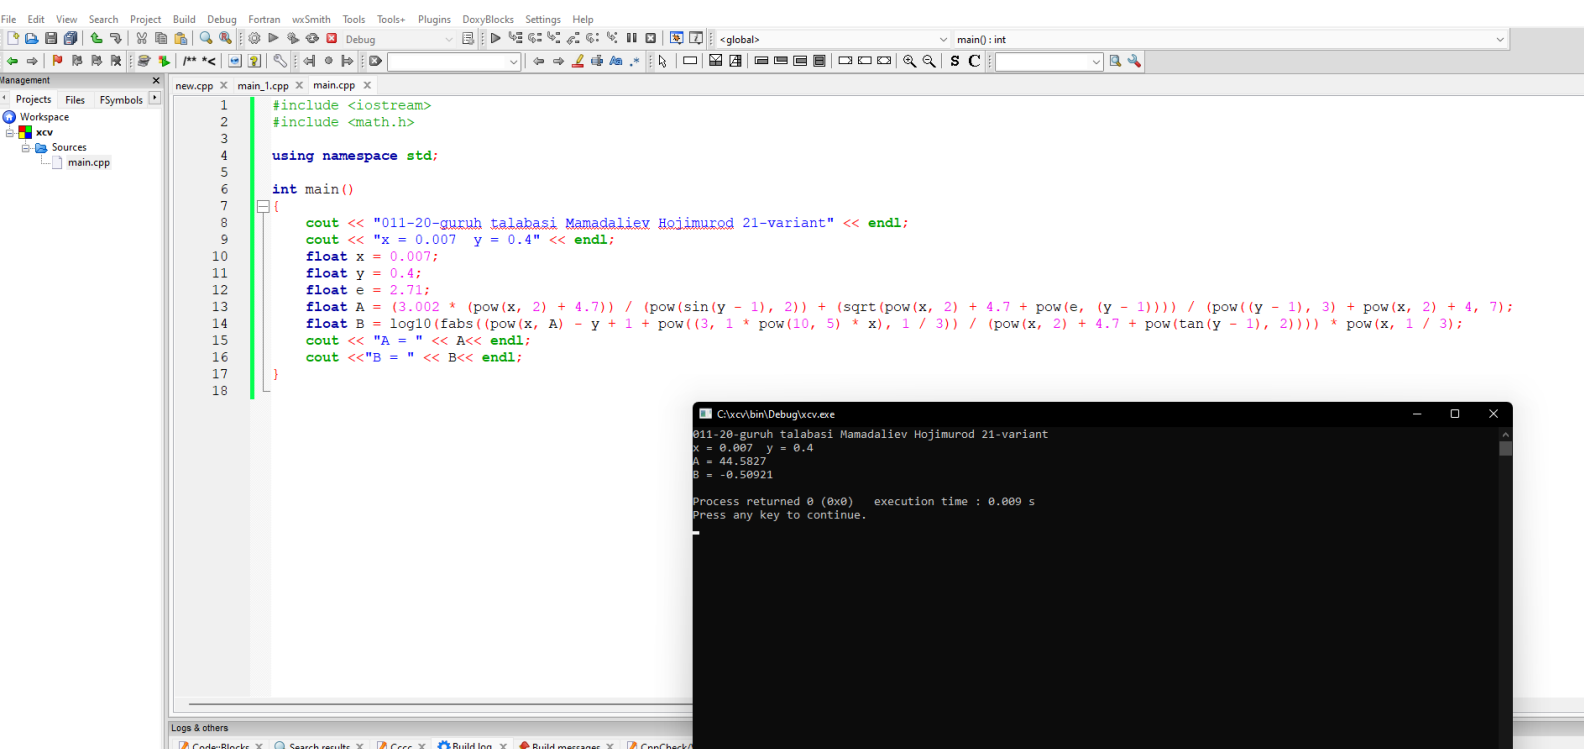 File Edit View Search Project Build Debug Fortran wxSmith Tools Tools+ Plugins DoxyBlocks Settings Help
Debug
<global>
main() : int
/** *<
S C
Management
Projects Files FSymbols
Workspace
xcv
Sources
main.cpp
new.cpp main_1.cpp main.cpp
1 #include <iostream>
2 #include <math.h>
3
4 using namespace std;
5
6 int main()
7 {
8 cout << "011-20-guruh talabasi Mamadaliev Hojimurod 21-variant" << endl;
9 cout << "x = 0.007  y = 0.4" << endl;
10 float x = 0.007;
11 float y = 0.4;
12 float e = 2.71;
13 float A = (3.002 * (pow(x, 2) + 4.7)) / (pow(sin(y - 1), 2)) + (sqrt(pow(x, 2) + 4.7 + pow(e, (y - 1)))) / (pow((y - 1), 3) + pow(x, 2) + 4, 7);
14 float B = log10(fabs((pow(x, A) - y + 1 + pow((3, 1 * pow(10, 5) * x), 1 / 3)) / (pow(x, 2) + 4.7 + pow(tan(y - 1), 2)))) * pow(x, 1 / 3);
15 cout << "A = " << A<< endl;
16 cout <<"B = " << B<< endl;
17 }
18
C:\xcv\bin\Debug\xcv.exe
011-20-guruh talabasi Mamadaliev Hojimurod 21-variant
x = 0.007  y = 0.4
A = 44.5827
B = -0.50921
Process returned 0 (0x0)   execution time : 0.009 s
Press any key to continue.
Logs & others
Code::Blocks Search results Cccc Build log Build messages CppCheck/